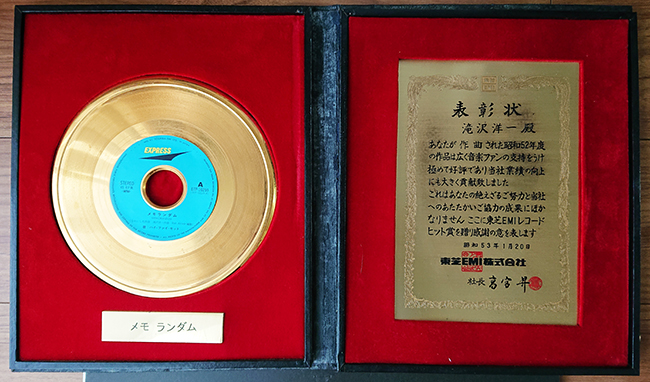 EXPRESS
STEREO
A
メモランダム
メモ ランダム
表彰状
滝沢洋一 殿
あなたが 作 曲 された昭和52年度
の作品は広く音楽ファンの支持をうけ
極めて好評であり当社業績の向上
にも大きく貢献致しました
これはあなたの絶えざるご努力と当社
へのあたたかいご協力の成果にほか
なりません ここに東芝EMIレコード
ヒット賞を贈り感謝の意を表します
昭和53年1月20日
東芝EMI株式会社
社長 高宮 昇